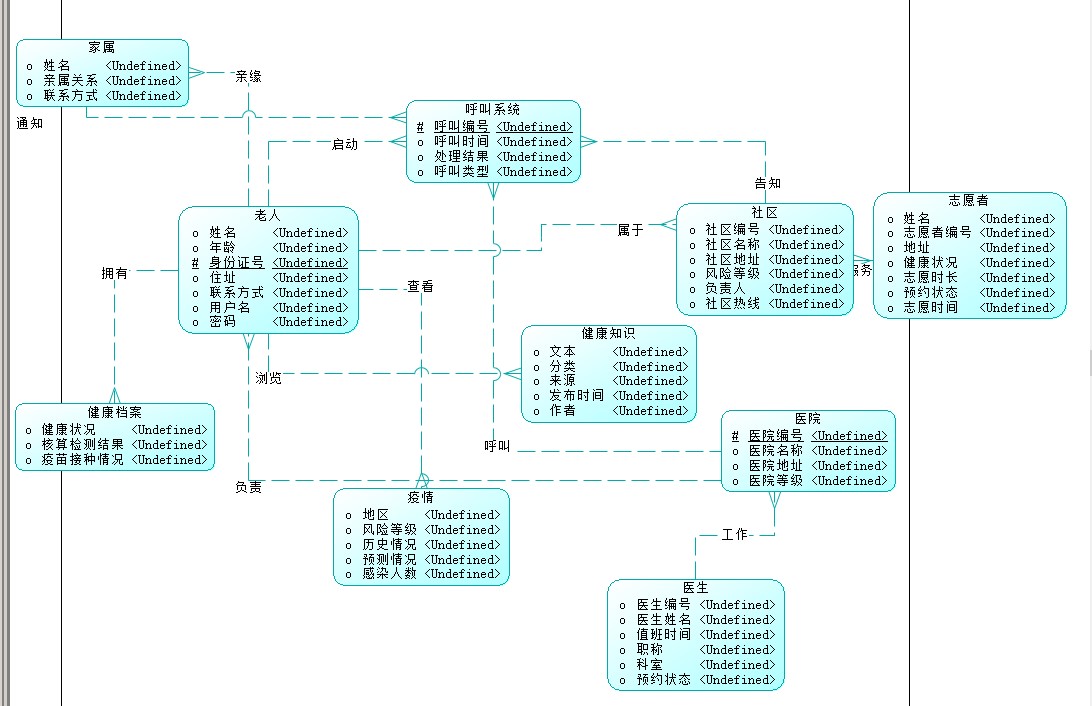 家属
o 姓名 <Undefined>
o 亲属关系 <Undefined>
o 联系方式 <Undefined>
亲缘
通知
呼叫系统
# 呼叫编号 <Undefined>
o 呼叫时间 <Undefined>
o 处理结果 <Undefined>
o 呼叫类型 <Undefined>
启动
告知
老人
o 姓名 <Undefined>
o 年龄 <Undefined>
# 身份证号 <Undefined>
o 住址 <Undefined>
o 联系方式 <Undefined>
o 用户名 <Undefined>
o 密码 <Undefined>
属于
社区
o 社区编号 <Undefined>
o 社区名称 <Undefined>
o 社区地址 <Undefined>
o 风险等级 <Undefined>
o 负责人 <Undefined>
o 社区热线 <Undefined>
服务
志愿者
o 姓名 <Undefined>
o 志愿者编号 <Undefined>
o 地址 <Undefined>
o 健康状况 <Undefined>
o 志愿时长 <Undefined>
o 预约状态 <Undefined>
o 志愿时间 <Undefined>
拥有
查看
浏览
健康知识
o 文本 <Undefined>
o 分类 <Undefined>
o 来源 <Undefined>
o 发布时间 <Undefined>
o 作者 <Undefined>
健康档案
o 健康状况 <Undefined>
o 核算检测结果 <Undefined>
o 疫苗接种情况 <Undefined>
呼叫
医院
# 医院编号 <Undefined>
o 医院名称 <Undefined>
o 医院地址 <Undefined>
o 医院等级 <Undefined>
负责
疫情
o 地区 <Undefined>
o 风险等级 <Undefined>
o 历史情况 <Undefined>
o 预测情况 <Undefined>
o 感染人数 <Undefined>
工作
医生
o 医生编号 <Undefined>
o 医生姓名 <Undefined>
o 值班时间 <Undefined>
o 职称 <Undefined>
o 科室 <Undefined>
o 预约状态 <Undefined>